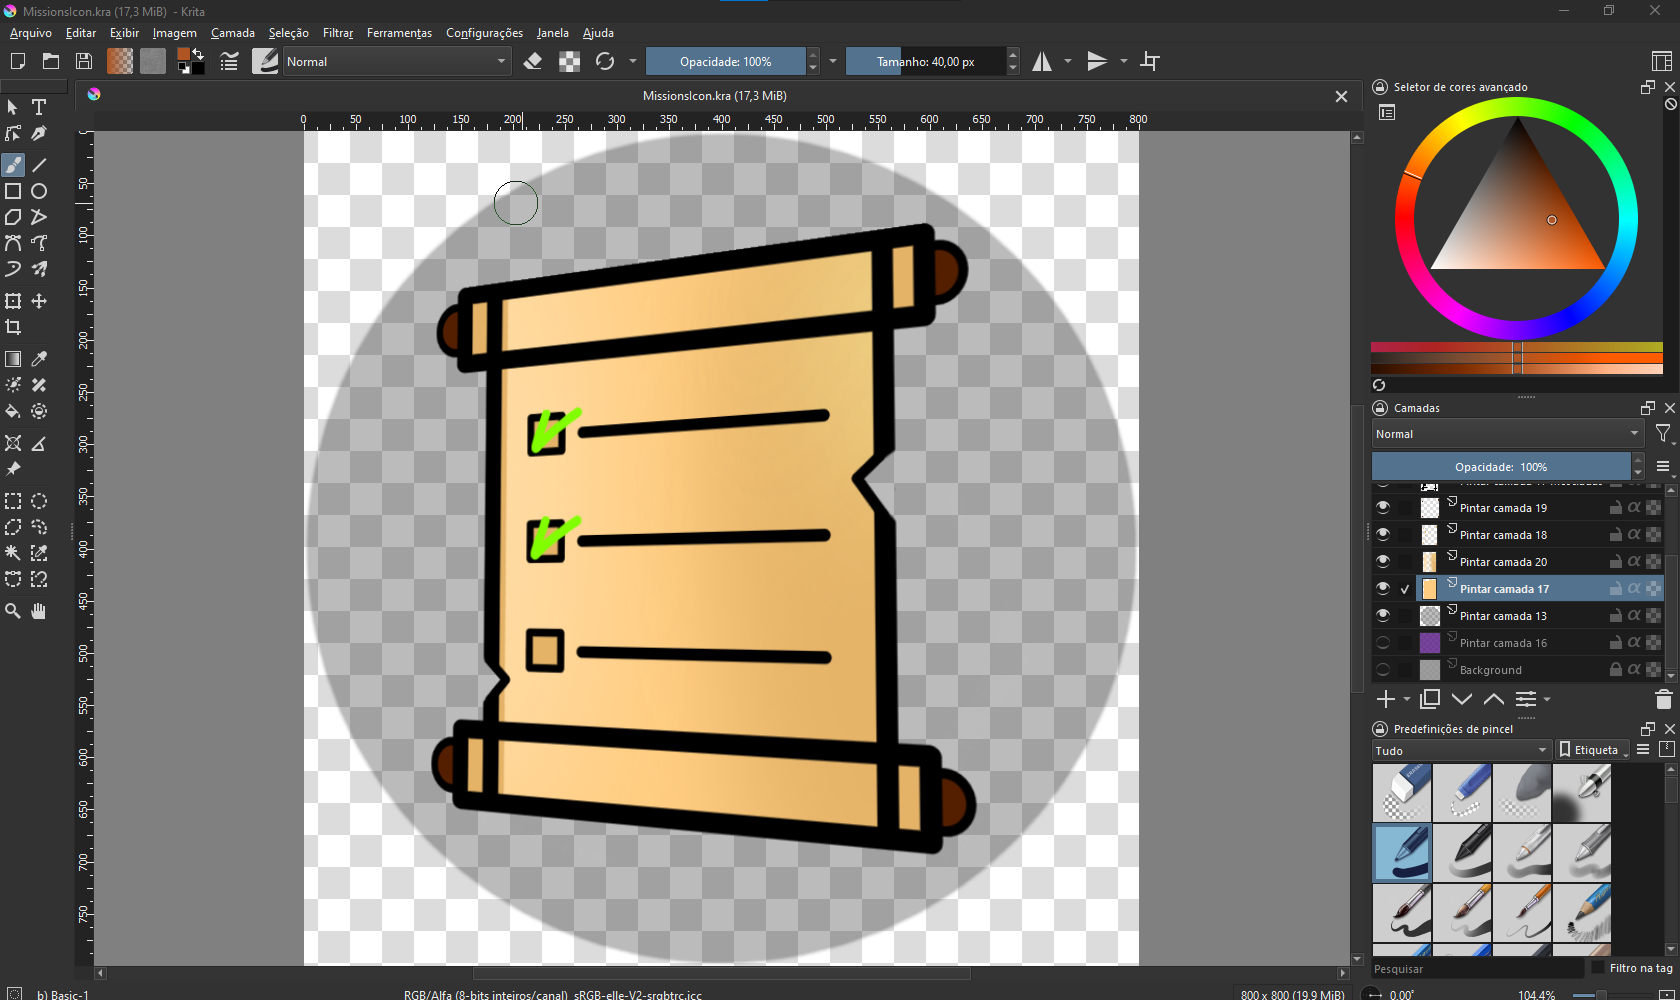 MissionsIcon.kra (17,3 MiB) - Krita
Arquivo Editar Exibir Imagem Camada Seleção Filtrar Ferramentas Configurações Janela Ajuda
Normal
Opacidade: 100%
Tamanho: 40,00 px
MissionsIcon.kra (17,3 MiB)
0 50 100 150 200 250 300 350 400 450 500 550 600 650 700 750 800
0
50
100
150
200
250
300
350
400
450
500
550
600
650
700
750
Seletor de cores avançado
Camadas
Normal
Opacidade: 100%
Pintar camada 19
Pintar camada 18
Pintar camada 20
Pintar camada 17
Pintar camada 13
Pintar camada 16
Background
Predefinições de pincel
Tudo
Etiqueta
Pesquisar
Filtro na tag
b) Basic-1
RGB/Alfa (8-bits inteiros/canal) sRGB-elle-V2-srgbtrc.icc
800 x 800 (19,9 MiB)
0,00°
104,4%